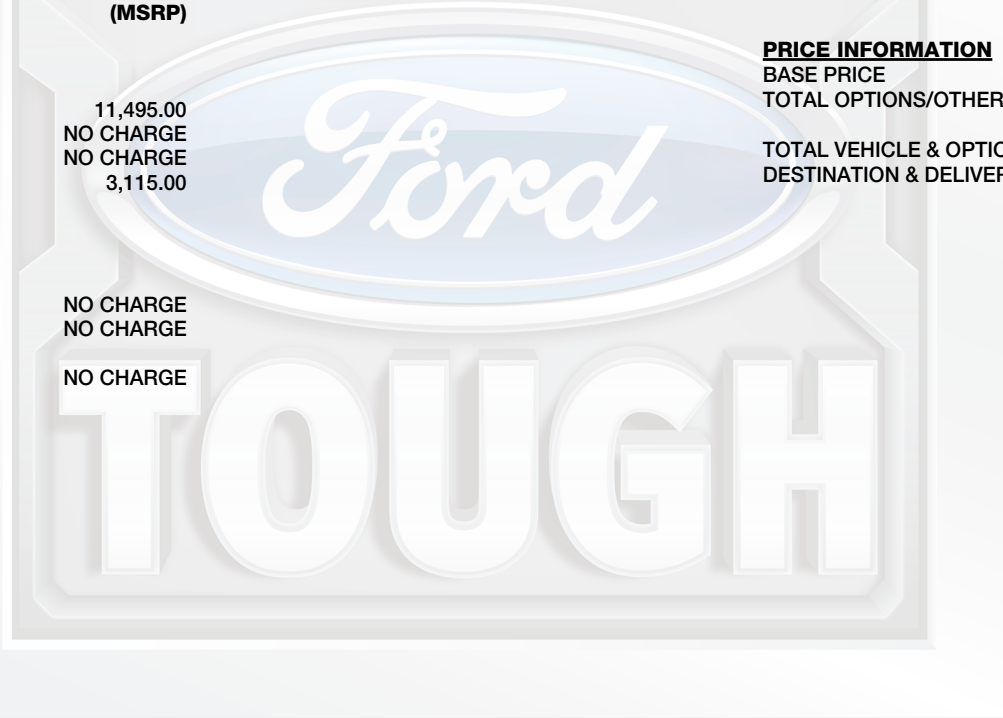 (MSRP)
11,495.00
NO CHARGE
NO CHARGE
3,115.00
NO CHARGE
NO CHARGE
NO CHARGE
PRICE INFORMATION
BASE PRICE
TOTAL OPTIONS/OTHER
TOTAL VEHICLE & OPTIO
DESTINATION & DELIVER
Ford
TOUGH